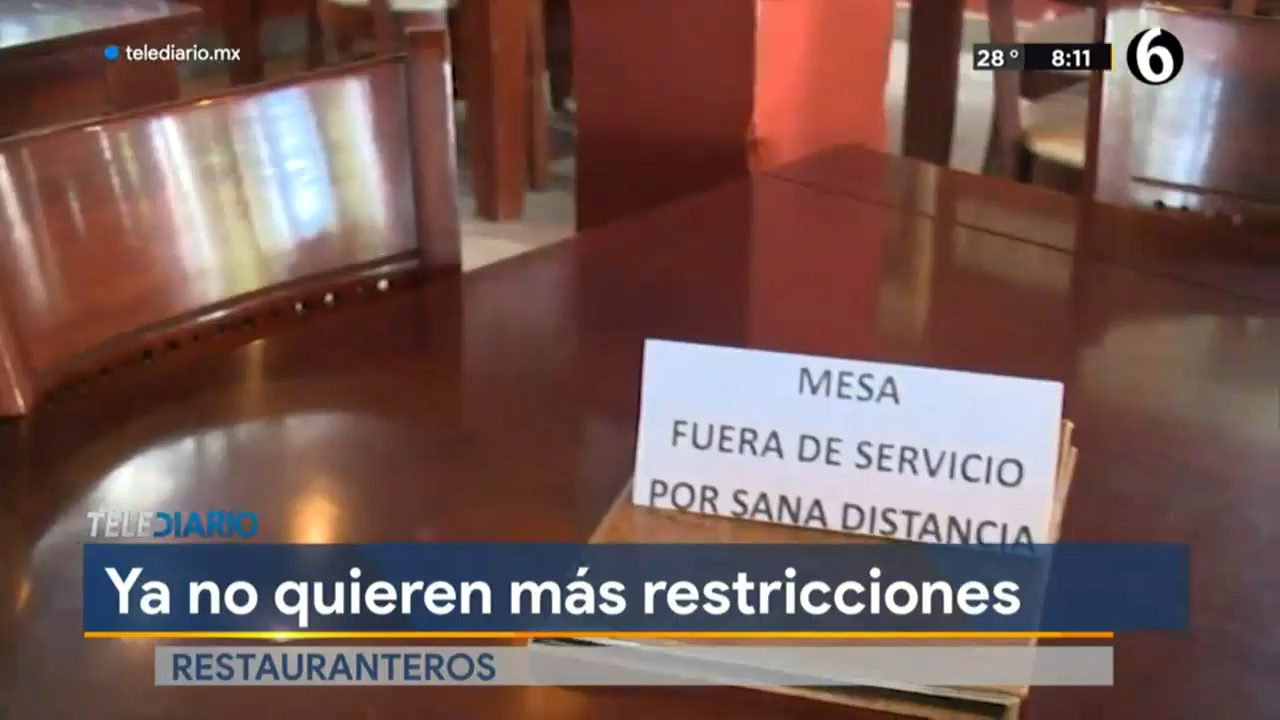 telediario.mx
28° 8:11 6
MESA
FUERA DE SERVICIO
POR SANA DISTANCIA
TELEDIARIO
Ya no quieren más restricciones
RESTAURANTEROS